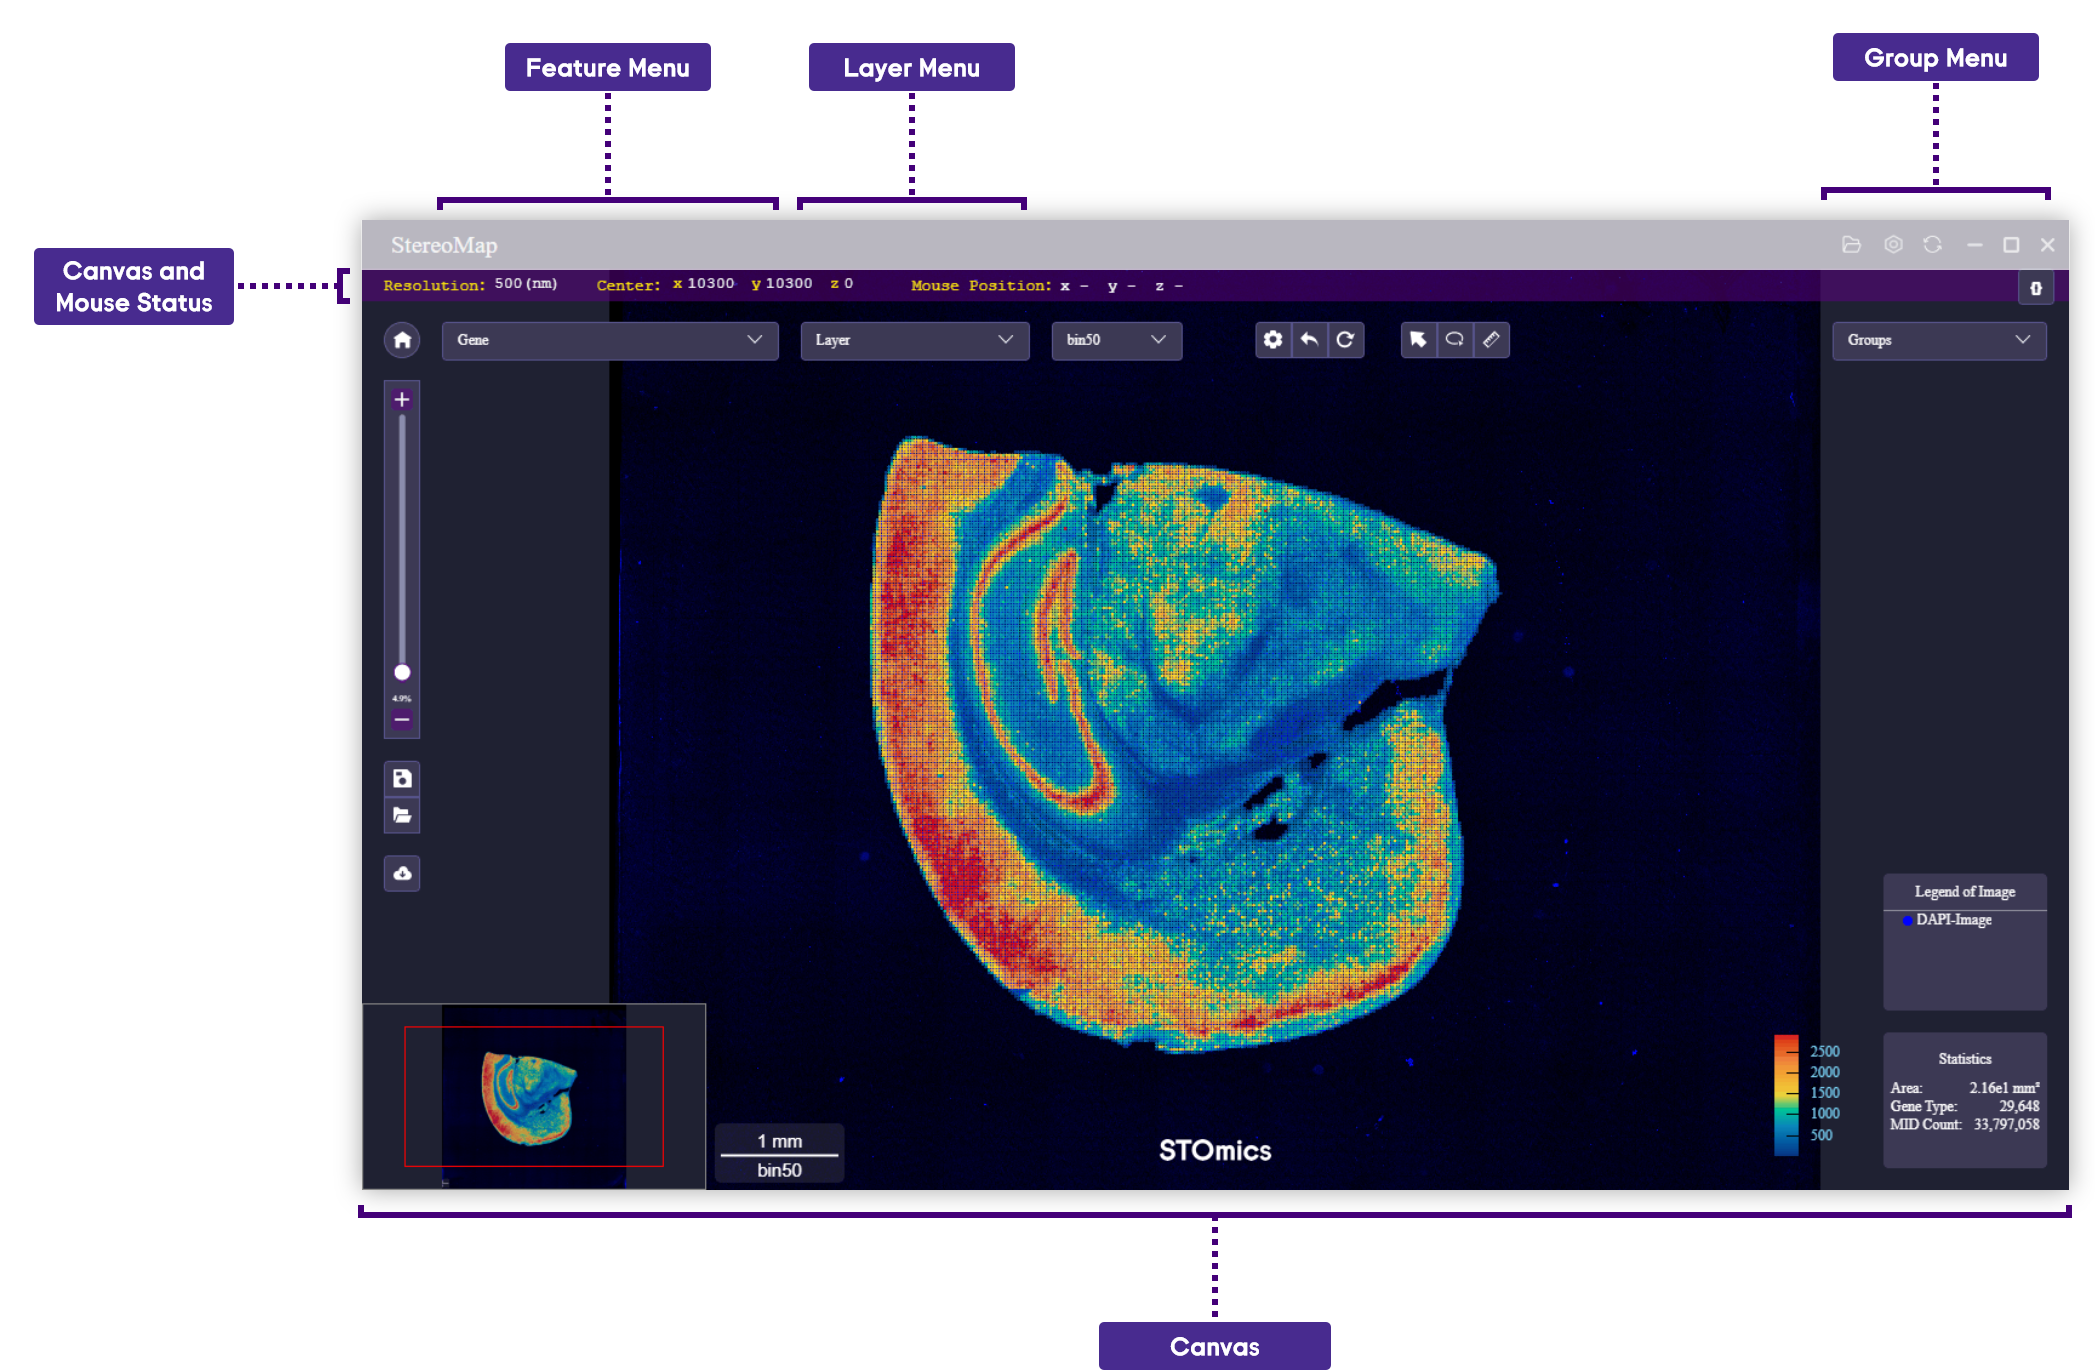 Feature Menu
Layer Menu
Group Menu
Canvas and
Mouse Status
StereoMap
Resolution: 500 (nm) Center: x 10300 y 10300 z 0 Mouse Position: x - y - z -
Gene
Layer
bin50
Groups
4.9%
Legend of Image
DAPI-Image
2500
2000
1500
1000
500
Statistics
Area: 2.16e1 mm²
Gene Type: 29,648
MID Count: 33,797,058
1 mm
bin50
STOmics
Canvas